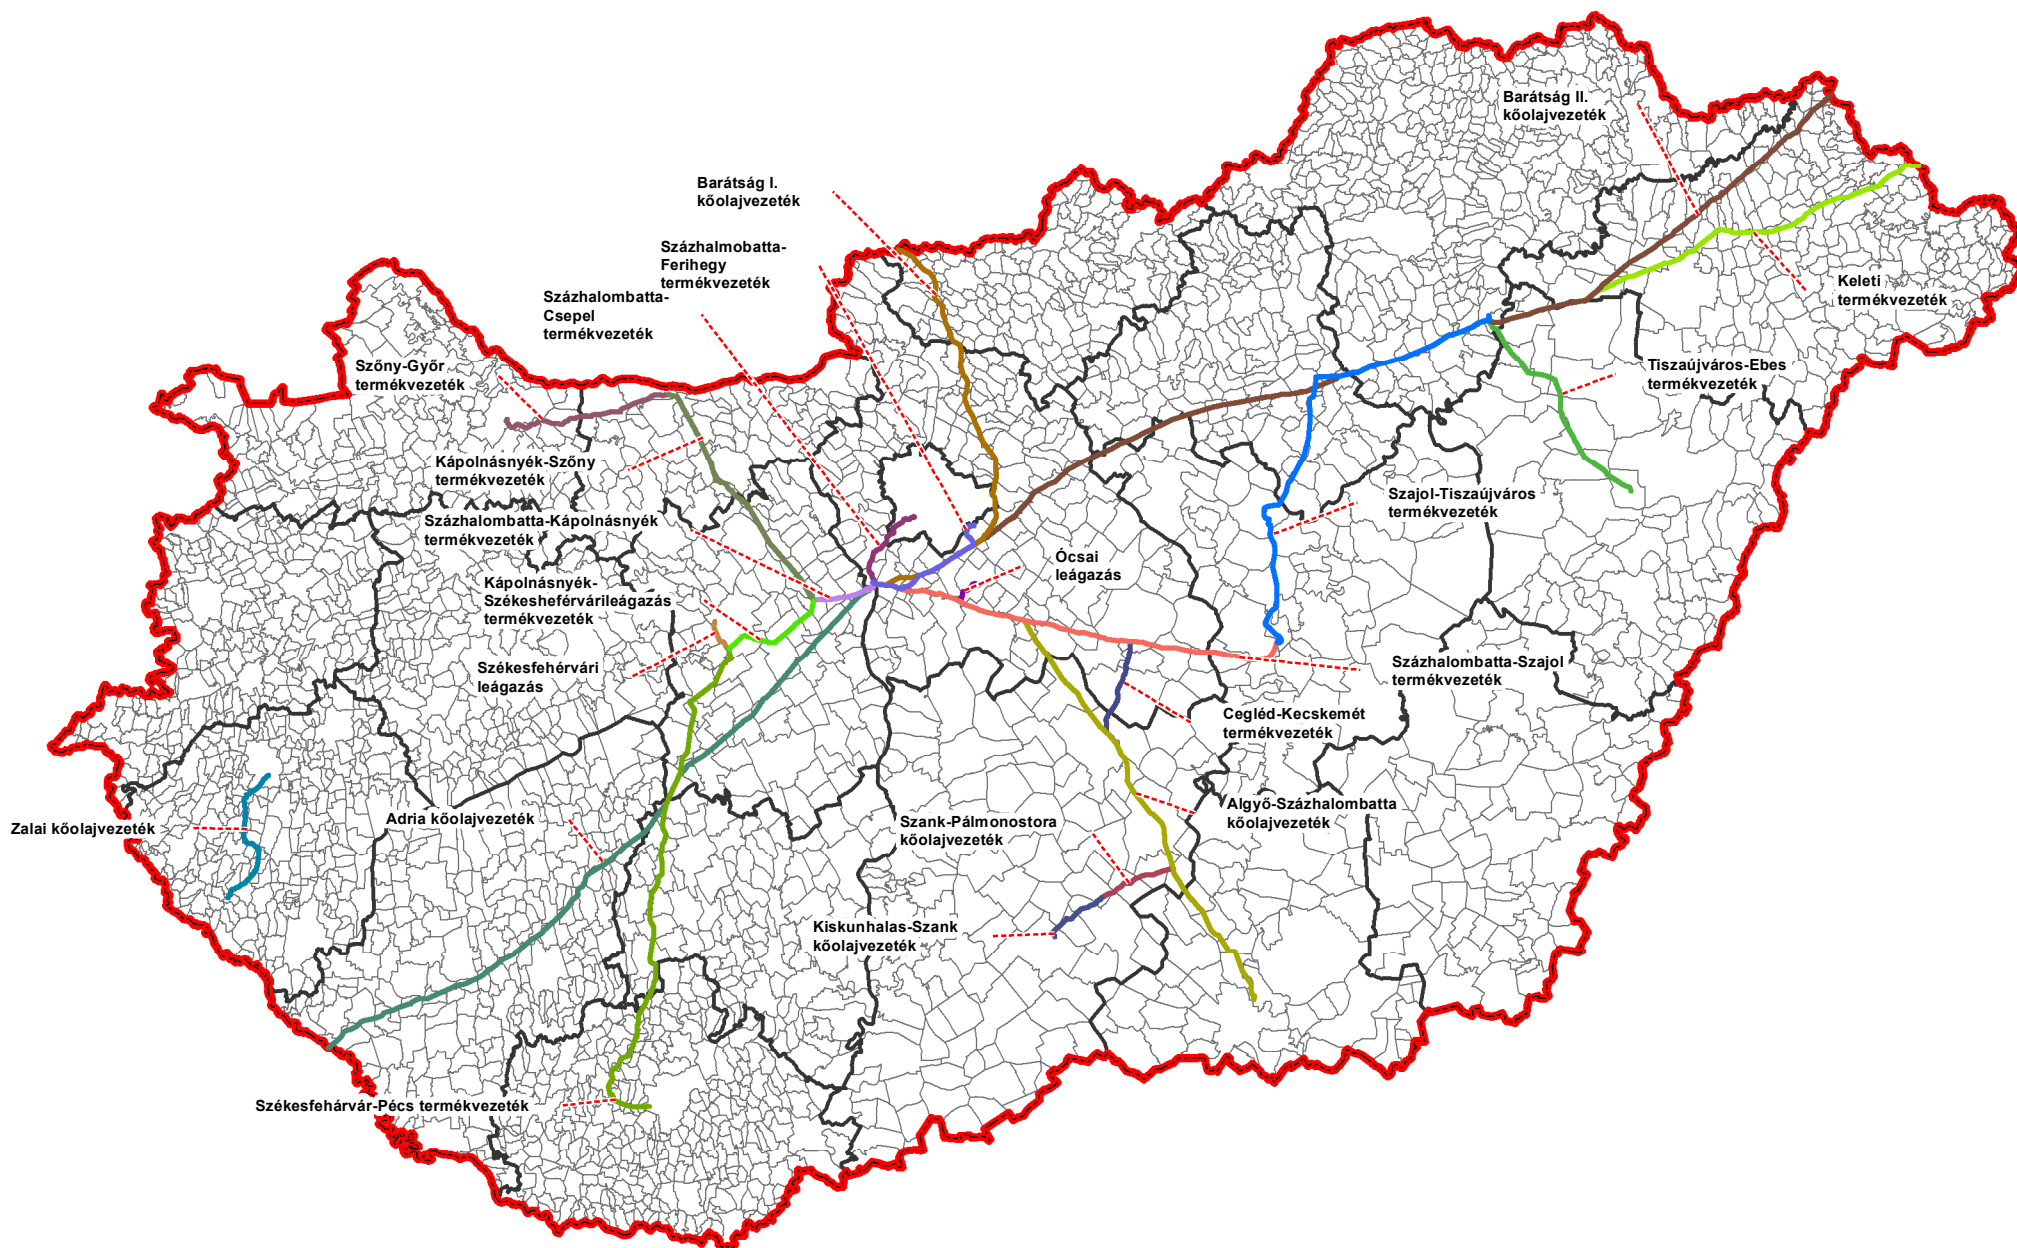 Barátság II.
kőolajvezeték
Barátság I.
kőolajvezeték
Százhalmobatta-
Ferihegy
termékvezeték
Százhalombatta-
Csepel
termékvezeték
Keleti
termékvezeték
Szőny-Győr
termékvezeték
Tiszaújváros-Ebes
termékvezeték
Kápolnásnyék-Szőny
termékvezeték
Szajol-Tiszaújváros
termékvezeték
Százhalombatta-Kápolnásnyék
termékvezeték
Ócsai
leágazás
Kápolnásnyék-
Székesheférvárileágazás
termékvezeték
Székesfehérvári
leágazás
Százhalombatta-Szajol
termékvezeték
Cegléd-Kecskemét
termékvezeték
Algyő-Százhalombatta
kőolajvezeték
Zalai kőolajvezeték
Adria kőolajvezeték
Szank-Pálmonostora
kőolajvezeték
Kiskunhalas-Szank
kőolajvezeték
Székesfehárvár-Pécs termékvezeték